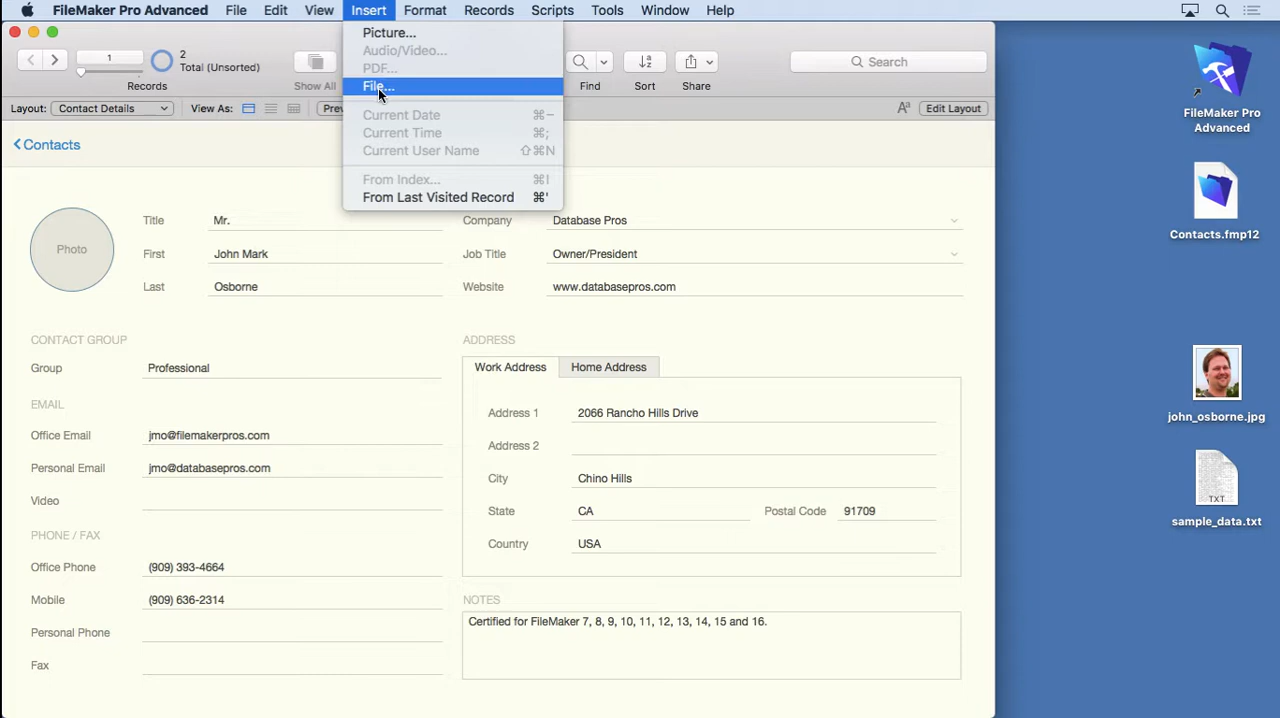 FileMaker Pro Advanced File Edit View Insert Format Records Scripts Tools Window Help
Picture...
Audio/Video...
PDF...
File...
Current Date ⌘–
Current Time ⌘;
Current User Name ⇧⌘N
From Index... ⌘I
From Last Visited Record ⌘'
1
2
Total (Unsorted)
Records
Show All
Find
Sort
Share
Search
Layout: Contact Details
View As:
Prev
Aa
Edit Layout
Contacts
Photo
Title Mr.
First John Mark
Last Osborne
Company Database Pros
Job Title Owner/President
Website www.databasepros.com
CONTACT GROUP
Group Professional
EMAIL
Office Email jmo@filemakerpros.com
Personal Email jmo@databasepros.com
Video
PHONE / FAX
Office Phone (909) 393-4664
Mobile (909) 636-2314
Personal Phone
Fax
ADDRESS
Work Address Home Address
Address 1 2066 Rancho Hills Drive
Address 2
City Chino Hills
State CA Postal Code 91709
Country USA
NOTES
Certified for FileMaker 7, 8, 9, 10, 11, 12, 13, 14, 15 and 16.
FileMaker Pro
Advanced
Contacts.fmp12
john_osborne.jpg
TXT
sample_data.txt